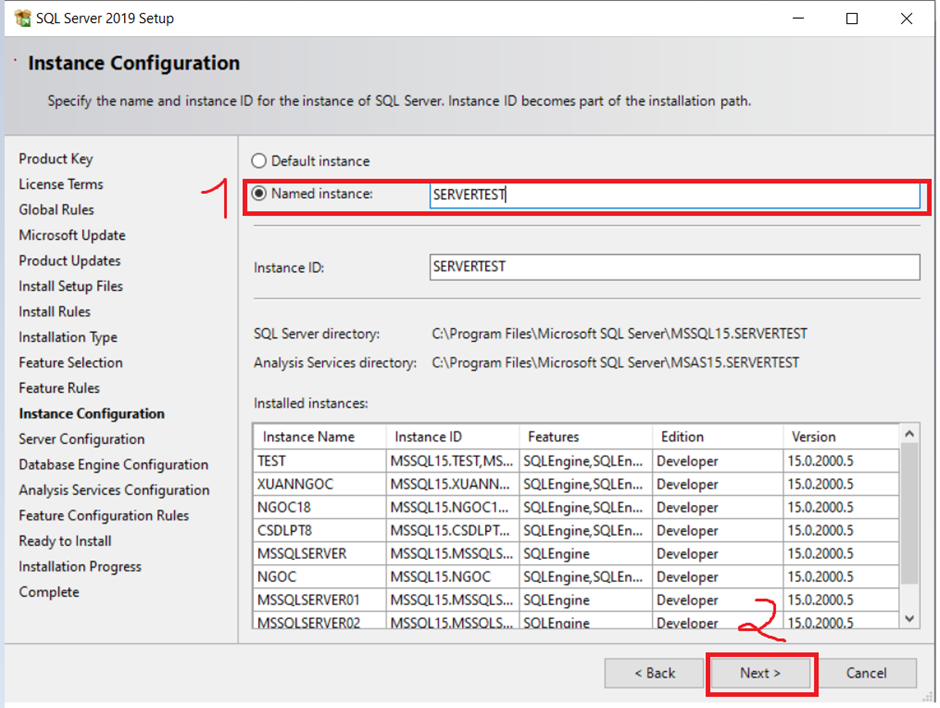 SQL Server 2019 Setup
Instance Configuration
Specify the name and instance ID for the instance of SQL Server. Instance ID becomes part of the installation path.
Product Key
License Terms
Global Rules
Microsoft Update
Product Updates
Install Setup Files
Install Rules
Installation Type
Feature Selection
Feature Rules
Instance Configuration
Server Configuration
Database Engine Configuration
Analysis Services Configuration
Feature Configuration Rules
Ready to Install
Installation Progress
Complete
Default instance
1
Named instance: SERVERTEST
Instance ID: SERVERTEST
SQL Server directory: C:\Program Files\Microsoft SQL Server\MSSQL15.SERVERTEST
Analysis Services directory: C:\Program Files\Microsoft SQL Server\MSAS15.SERVERTEST
Installed instances:
Instance Name Instance ID Features Edition Version
TEST MSSQL15.TEST,MS... SQLEngine,SQLEn... Developer 15.0.2000.5
XUANNGOC MSSQL15.XUANN... SQLEngine,SQLEn... Developer 15.0.2000.5
NGOC18 MSSQL15.NGOC1... SQLEngine,SQLEn... Developer 15.0.2000.5
CSDLPT8 MSSQL15.CSDLPT... SQLEngine,SQLEn... Developer 15.0.2000.5
MSSQLSERVER MSSQL15.MSSQLS... SQLEngine Developer 15.0.2000.5
NGOC MSSQL15.NGOC SQLEngine,SQLEn... Developer 15.0.2000.5
MSSQLSERVER01 MSSQL15.MSSQLS... SQLEngine Developer 15.0.2000.5
MSSQLSERVER02 MSSQL15.MSSQLS... SQLEngine Developer 15.0.2000.5
2
< Back Next > Cancel